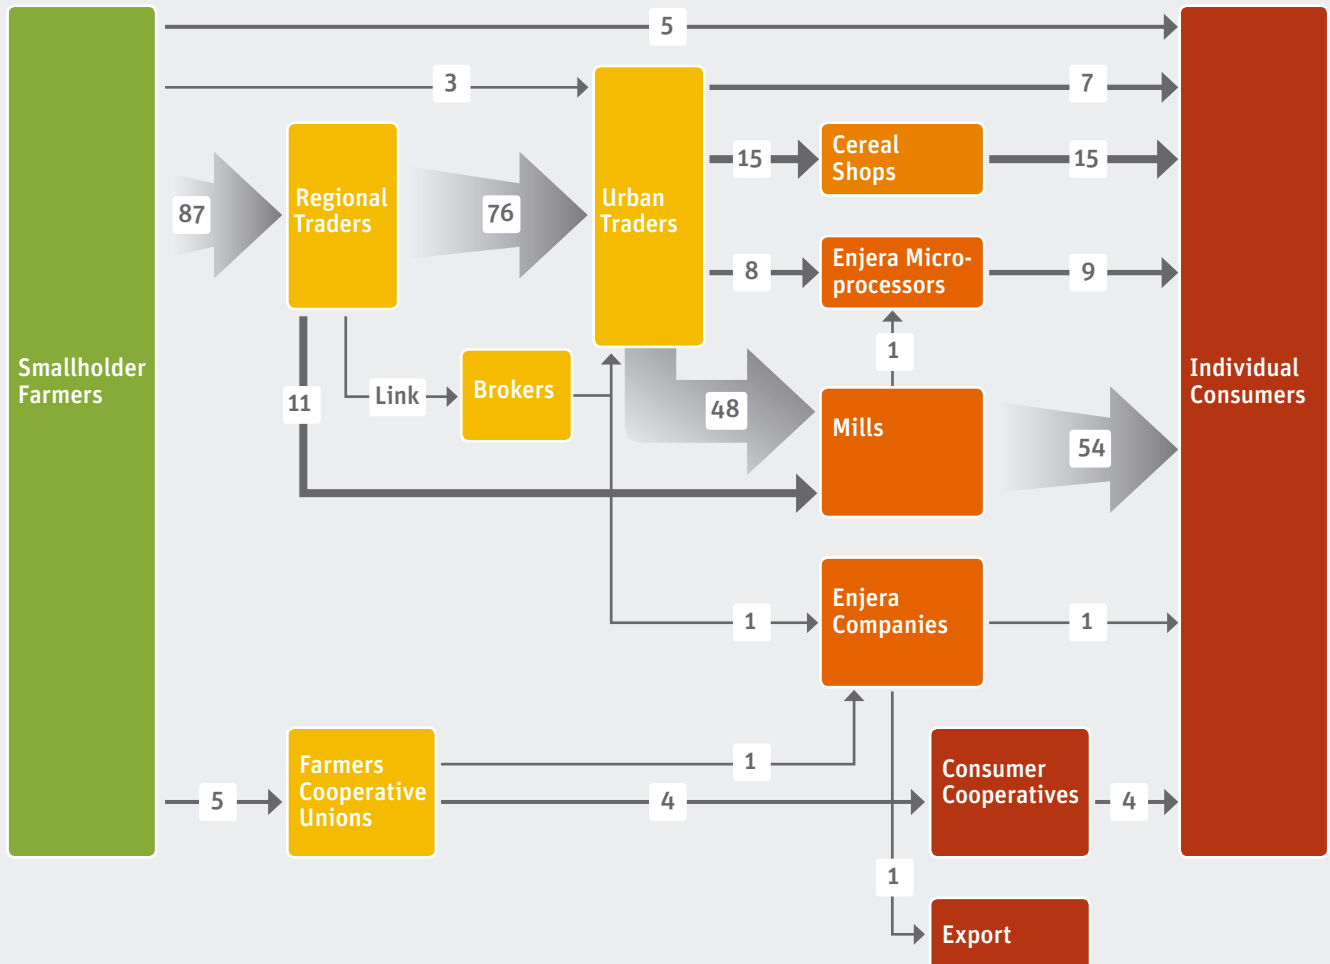 5
3
7
15
Cereal
Shops
15
87
Regional
Traders
76
Urban
Traders
8
Enjera Micro-
processors
9
1
Smallholder
Farmers
11
Link
Brokers
48
Mills
54
Individual
Consumers
1
Enjera
Companies
1
5
Farmers
Cooperative
Unions
1
4
Consumer
Cooperatives
4
1
Export